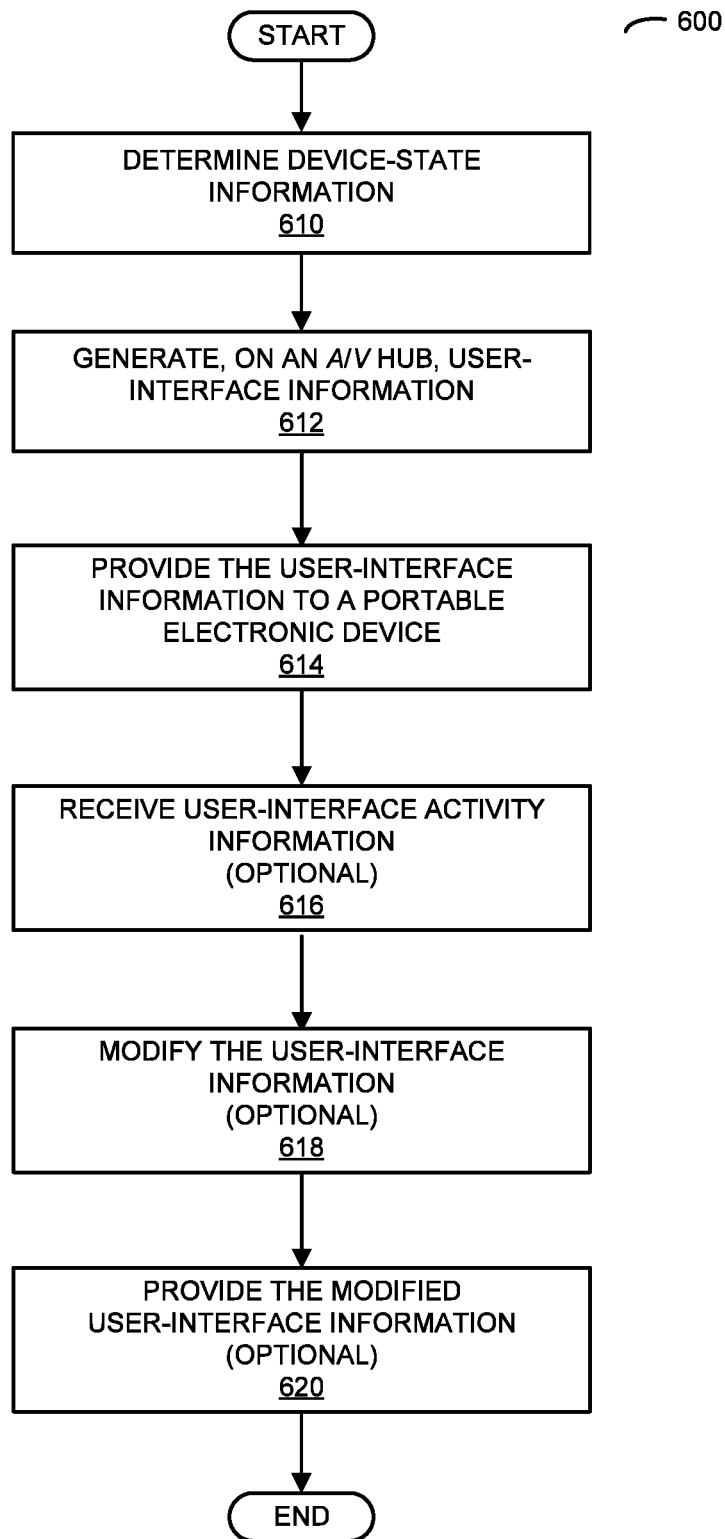 START
600
DETERMINE DEVICE-STATE
INFORMATION
610
GENERATE, ON AN A/V HUB, USER-
INTERFACE INFORMATION
612
PROVIDE THE USER-INTERFACE
INFORMATION TO A PORTABLE
ELECTRONIC DEVICE
614
RECEIVE USER-INTERFACE ACTIVITY
INFORMATION
(OPTIONAL)
616
MODIFY THE USER-INTERFACE
INFORMATION
(OPTIONAL)
618
PROVIDE THE MODIFIED
USER-INTERFACE INFORMATION
(OPTIONAL)
620
END